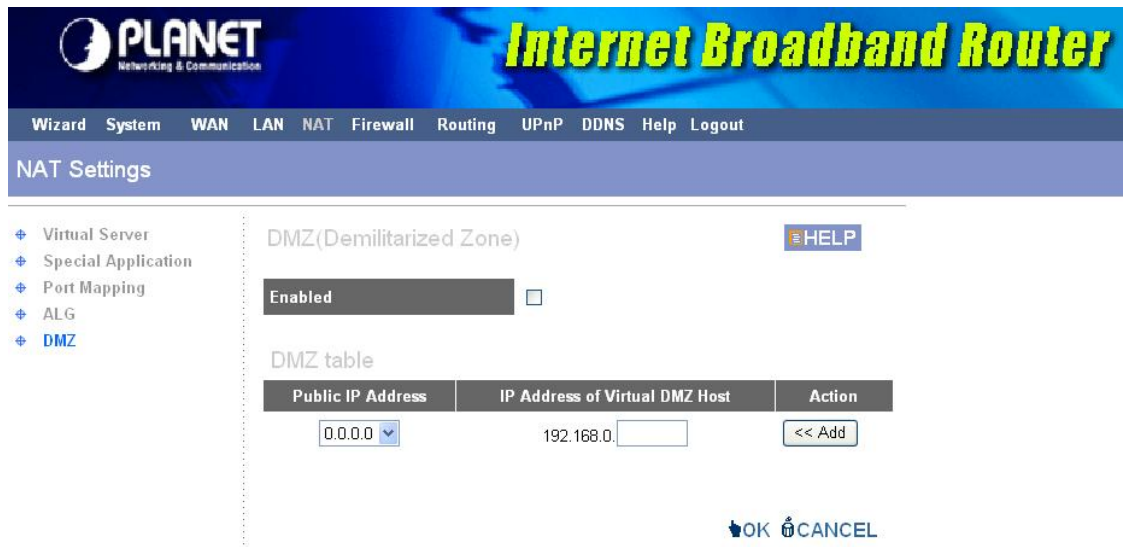 PLANET
Networking & Communication
Internet Broadband Router
Wizard System WAN LAN NAT Firewall Routing UPnP DDNS Help Logout
NAT Settings
Virtual Server
Special Application
Port Mapping
ALG
DMZ
DMZ(Demilitarized Zone)
HELP
Enabled
DMZ table
Public IP Address IP Address of Virtual DMZ Host Action
0.0.0.0 192.168.0. << Add
OK CANCEL